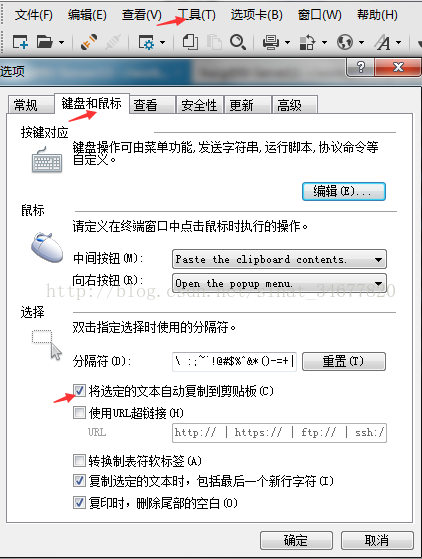 文件(F) 编辑(E) 查看(V) 工具(T) 选项卡(B) 窗口(W) 帮助(H)
选项
常规 键盘和鼠标 查看 安全性 更新 高级
按键对应
键盘操作可由菜单功能,发送字符串,运行脚本,协议命令等
自定义。
编辑(E)...
鼠标
请定义在终端窗口中点击鼠标时执行的操作。
中间按钮(M): Paste the clipboard contents.
向右按钮(R): Open the popup menu.
选择
双击指定选择时使用的分隔符。
分隔符(D): \ :;~`!@#$%^&*()-=+| 重置(T)
将选定的文本自动复制到剪贴板(C)
使用URL超链接(H)
URL http:// | https:// | ftp:// | ssh:/
转换制表符软标签(A)
复制选定的文本时,包括最后一个新行字符(I)
复印时,删除尾部的空白(O)
确定 取消